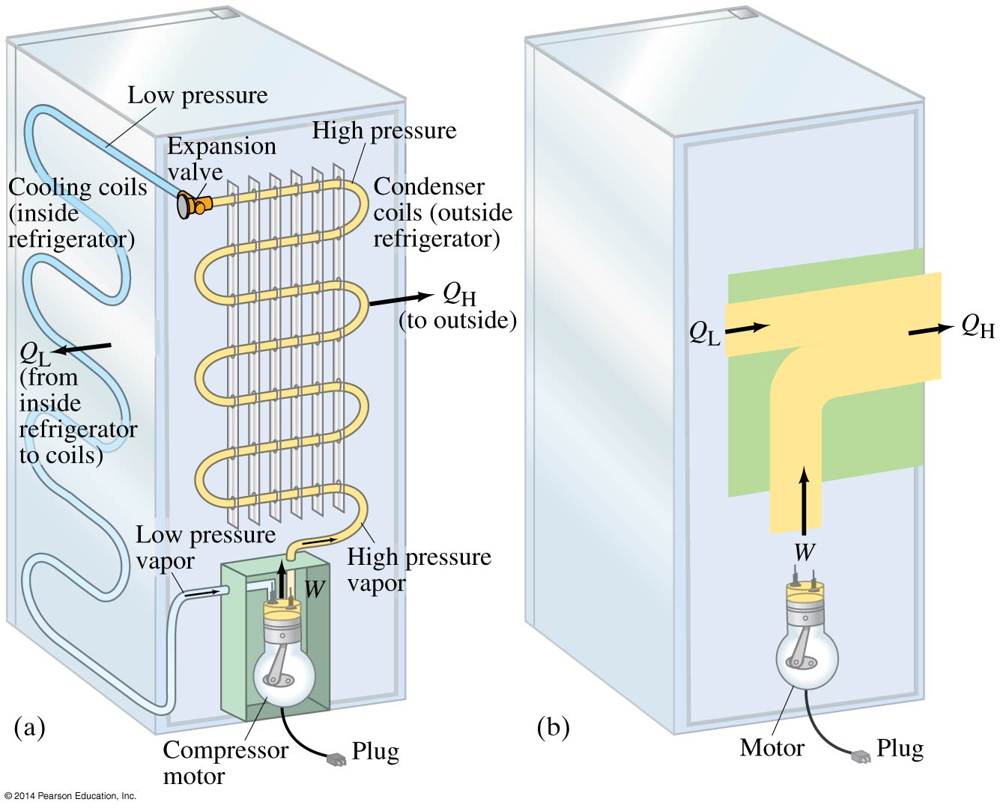 Low pressure
High pressure
Expansion
valve
Cooling coils
(inside
refrigerator)
Condenser
coils (outside
refrigerator)
QH
(to outside)
QL
(from
inside
refrigerator
to coils)
Low pressure
vapor
High pressure
vapor
W
(a)
Compressor
motor
Plug
QL
QH
W
(b)
Motor
Plug
© 2014 Pearson Education, Inc.